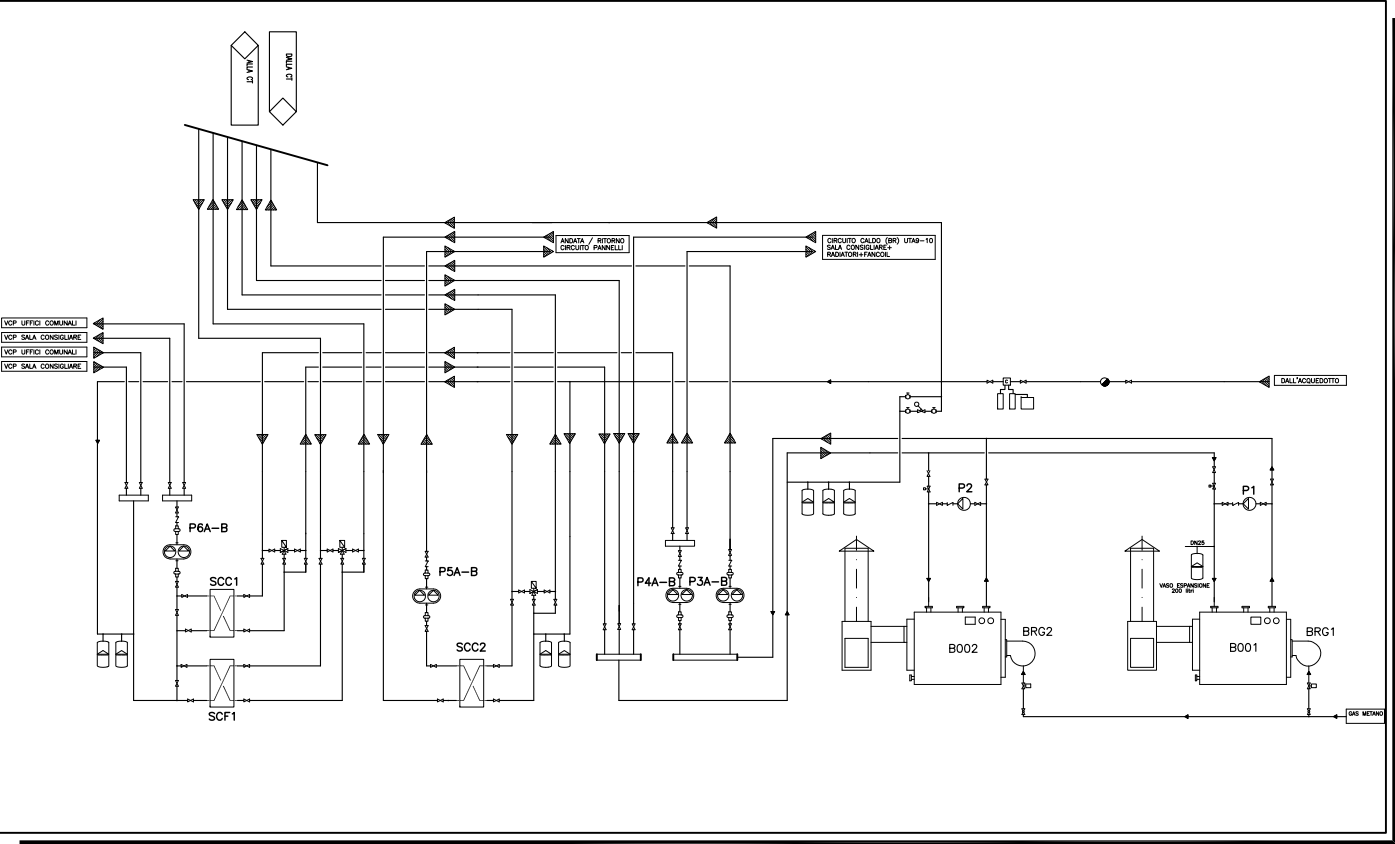 ALLA CT
DALLA CT
ANDATA / RITORNO
CIRCUITO PANNELLI
CIRCUITO CALDO (BR) UTA9-10
SALA CONSIGLIARE+
RADIATORI+FANCOIL
VCP UFFICI COMUNALI
VCP SALA CONSIGLIARE
VCP UFFICI COMUNALI
VCP SALA CONSIGLIARE
DALL'ACQUEDOTTO
P2
P1
P6A-B
DN25
P5A-B
P4A-B
P3A-B
SCC1
VASO ESPANSIONE
200 litri
BRG2
BRG1
SCC2
B002
B001
SCF1
GAS METANO